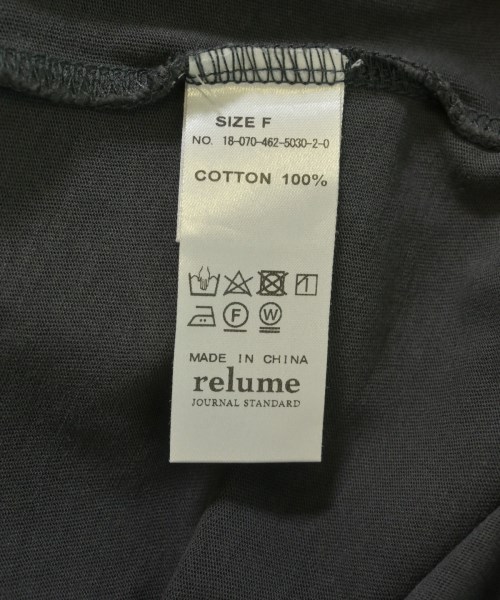 SIZE F
NO. 18-070-462-5030-2-0
COTTON 100%
F W
MADE IN CHINA
relume
JOURNAL STANDARD